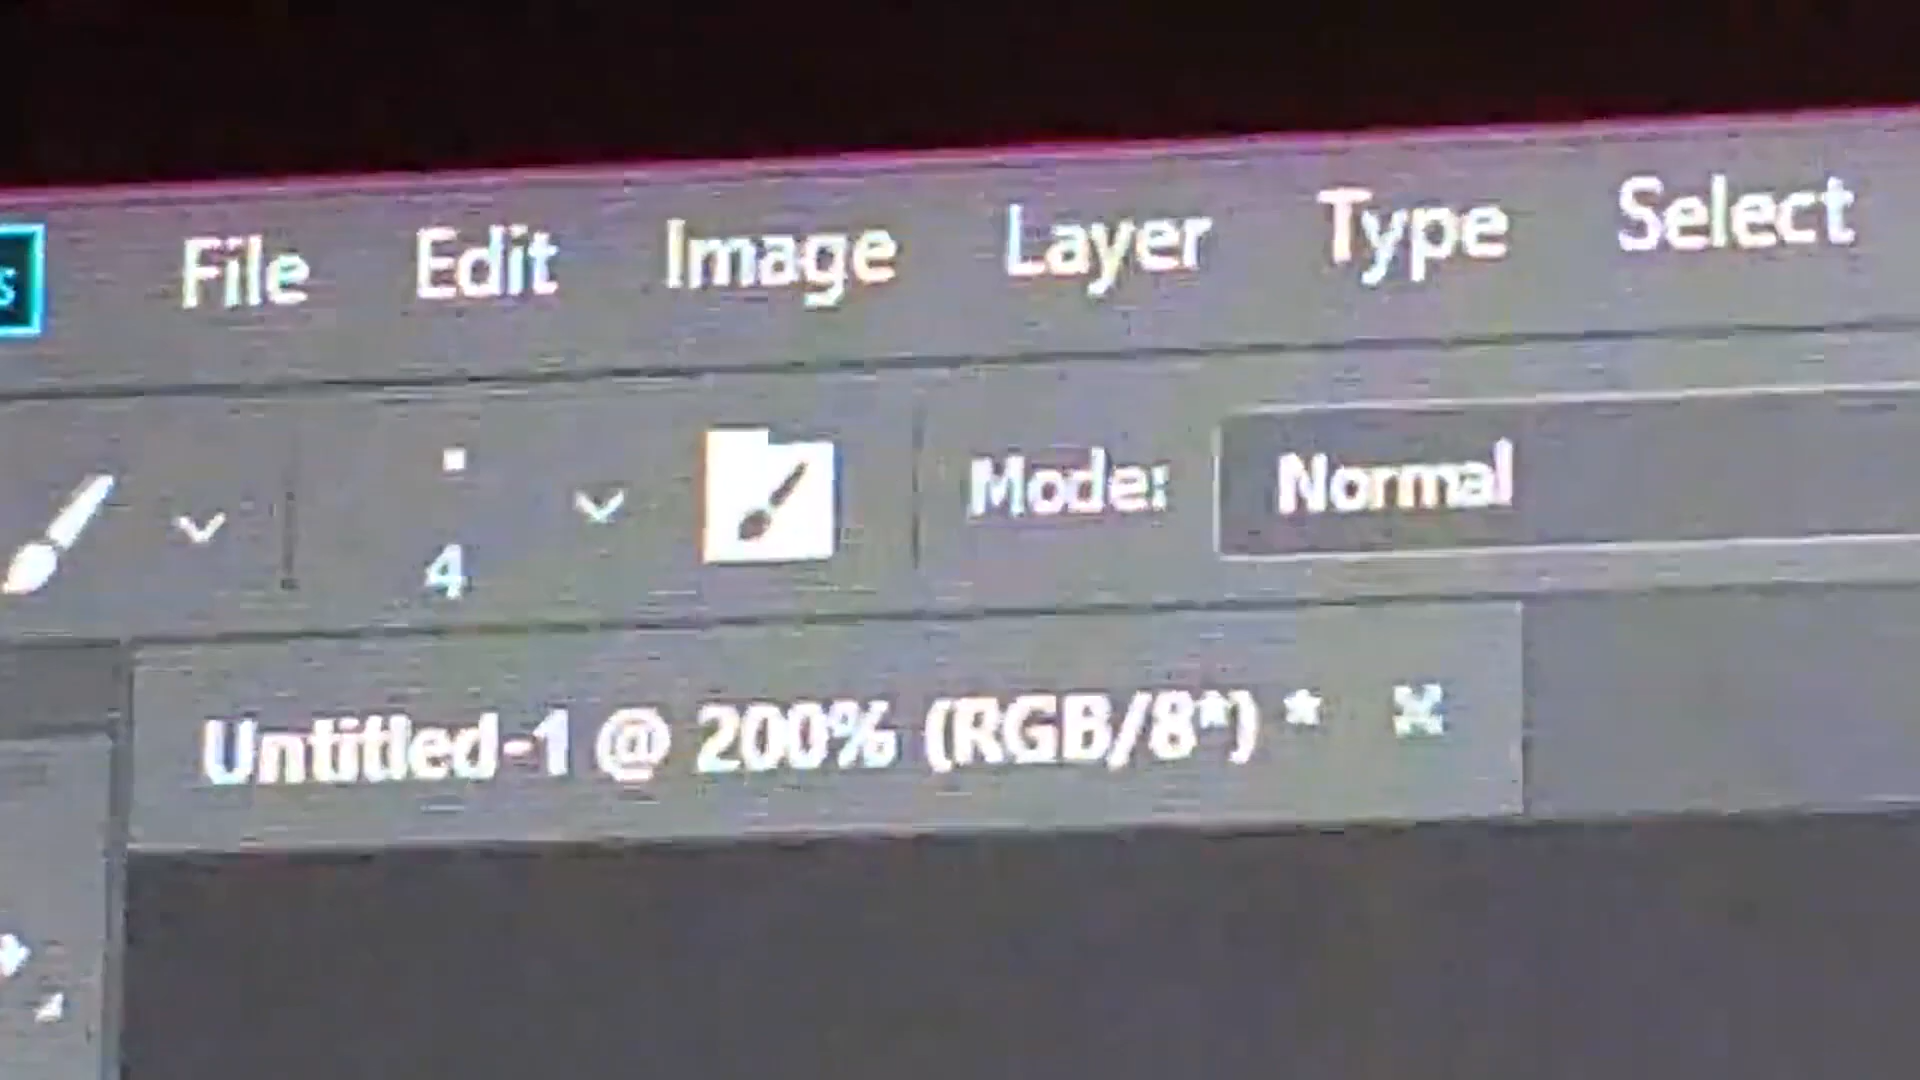 s File Edit Image Layer Type Select
4 Mode: Normal
Untitled-1 @ 200% (RGB/8*) *